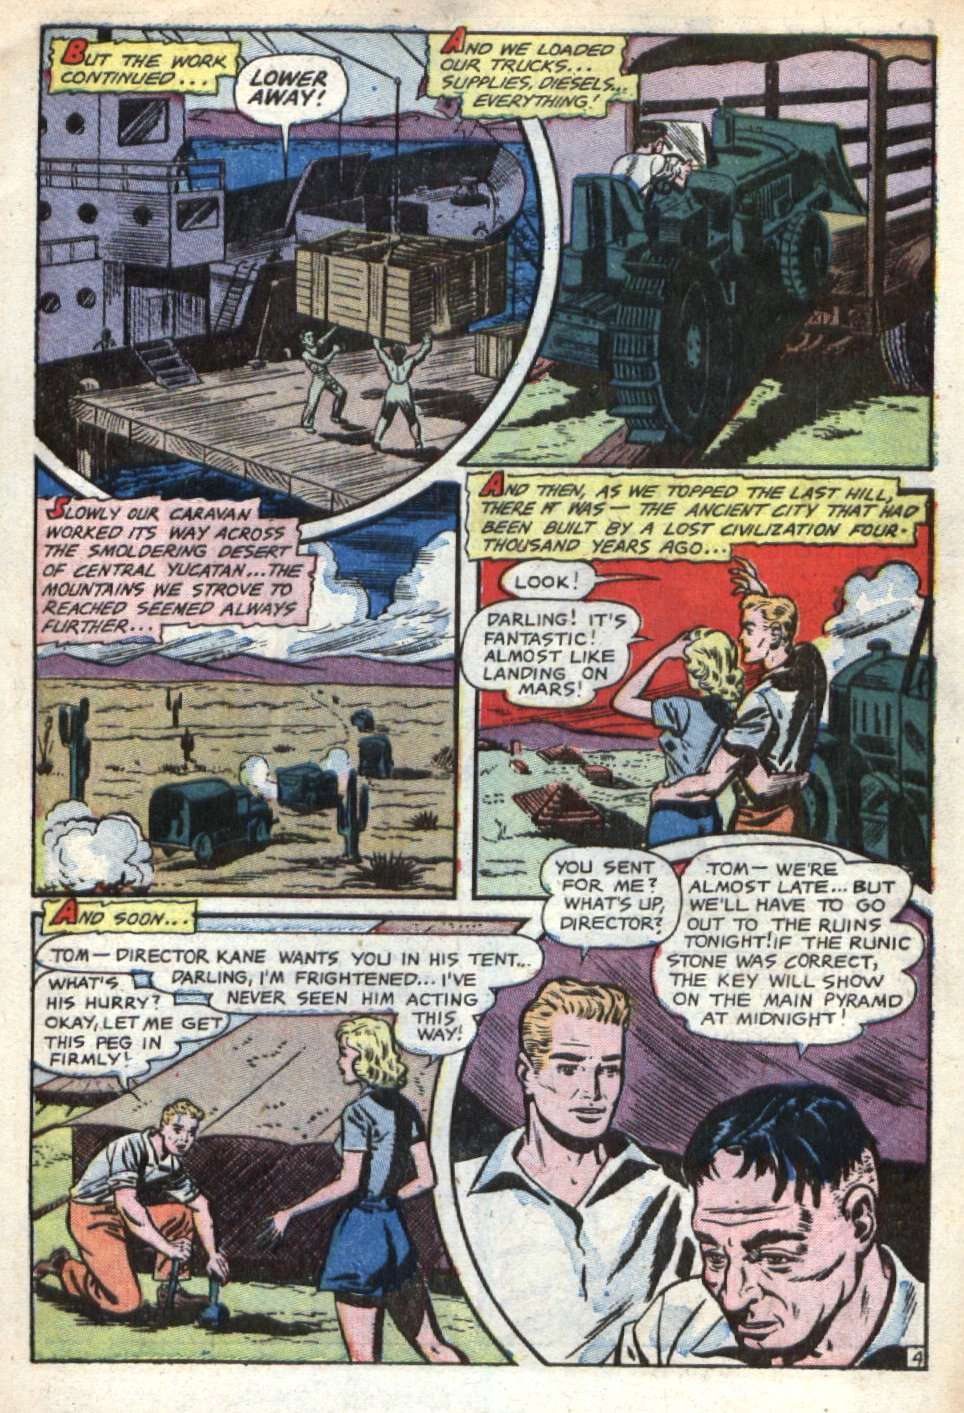 BUT THE WORK
CONTINUED...
LOWER
AWAY!
AND WE LOADED
OUR TRUCKS...
SUPPLIES, DIESELS...
EVERYTHING!
SLOWLY OUR CARAVAN
WORKED ITS WAY ACROSS
THE SMOLDERING DESERT
OF CENTRAL YUCATAN...THE
MOUNTAINS WE STROVE TO
REACHED SEEMED ALWAYS
FURTHER...
AND THEN, AS WE TOPPED THE LAST HILL,
THERE IT WAS— THE ANCIENT CITY THAT HAD
BEEN BUILT BY A LOST CIVILIZATION FOUR-
THOUSAND YEARS AGO...
LOOK!
DARLING! IT'S
FANTASTIC!
ALMOST LIKE
LANDING ON
MARS!
AND SOON...
TOM— DIRECTOR KANE WANTS YOU IN HIS TENT...
DARLING, I'M FRIGHTENED... I'VE
NEVER SEEN HIM ACTING
THIS
WAY!
WHAT'S
HIS HURRY?
OKAY, LET ME GET
THIS PEG IN
FIRMLY!
YOU SENT
FOR ME?
WHAT'S UP,
DIRECTOR?
TOM— WE'RE
ALMOST LATE... BUT
WE'LL HAVE TO GO
OUT TO THE RUINS
TONIGHT! IF THE RUNIC
STONE WAS CORRECT,
THE KEY WILL SHOW
ON THE MAIN PYRAMID
AT MIDNIGHT!
4